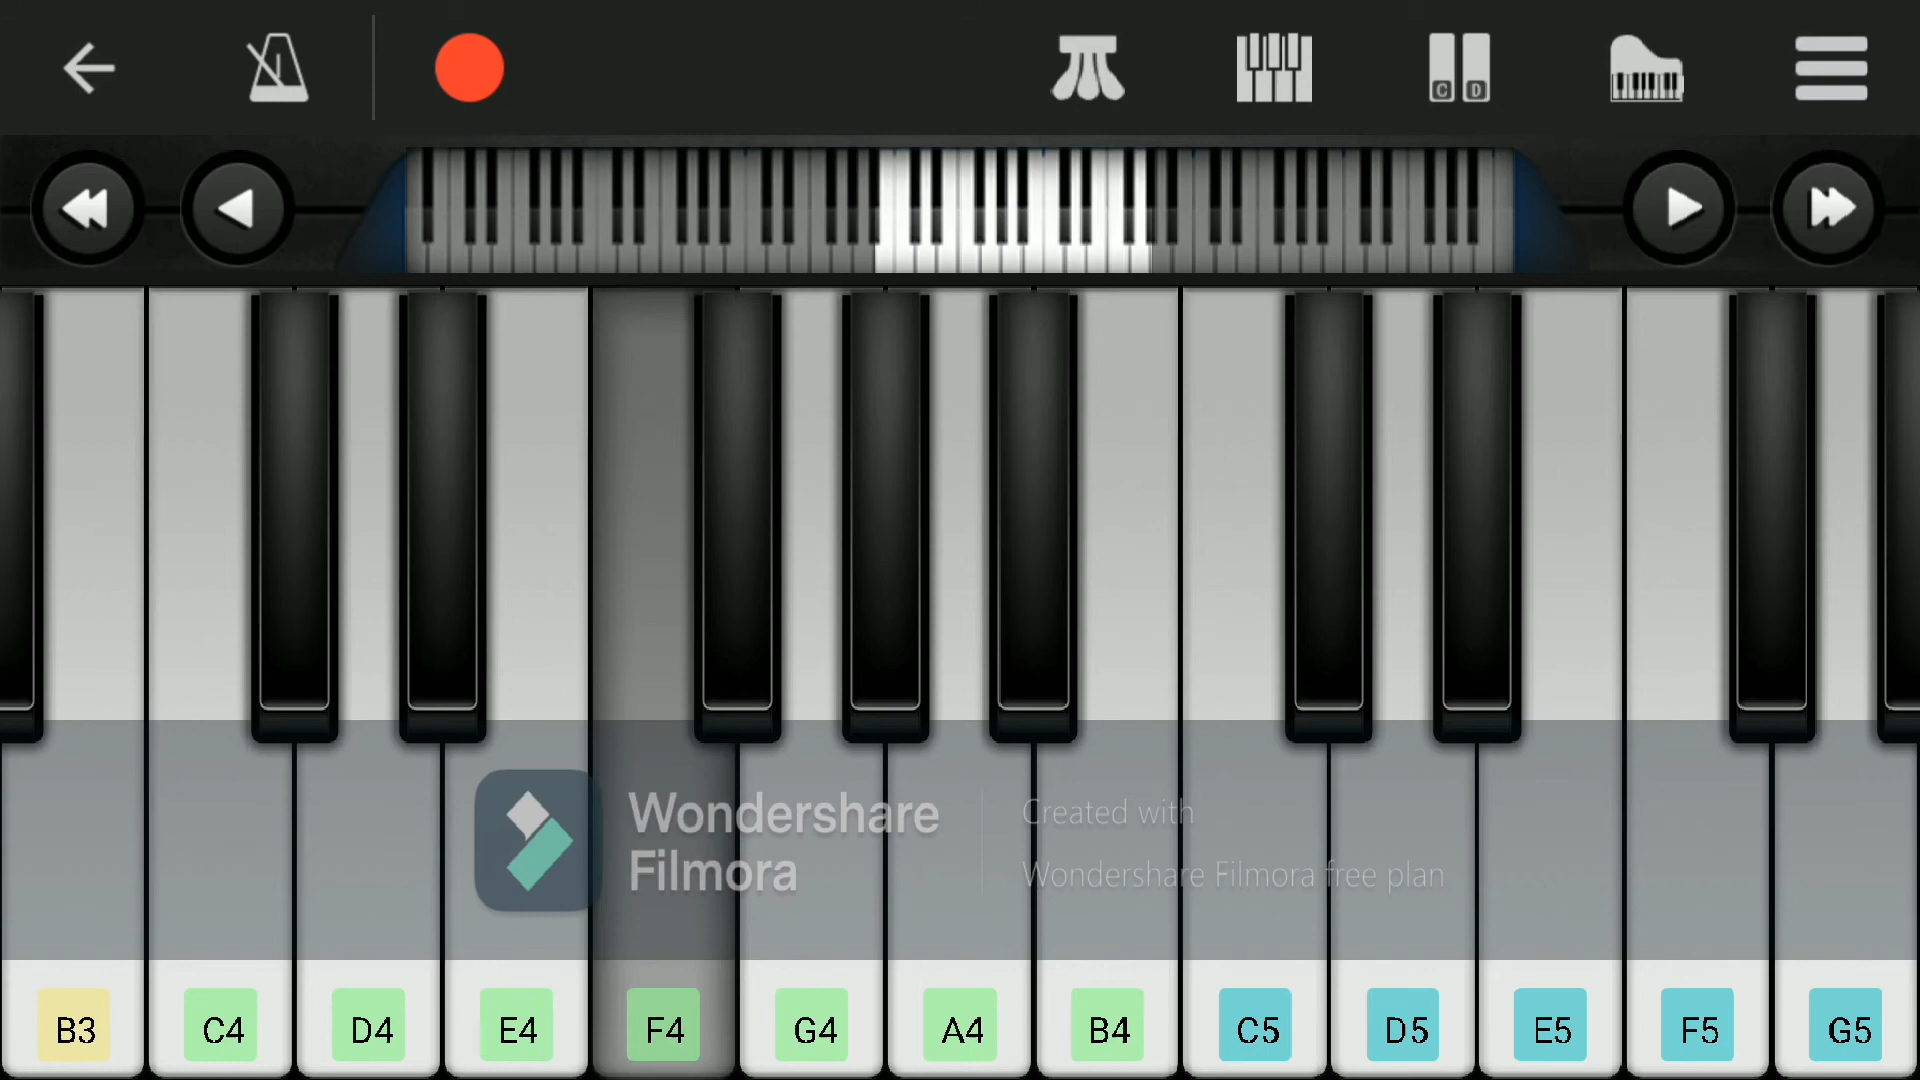 C D
Wondershare
Filmora
Created with
Wondershare Filmora free plan
B3 C4 D4 E4 F4 G4 A4 B4 C5 D5 E5 F5 G5